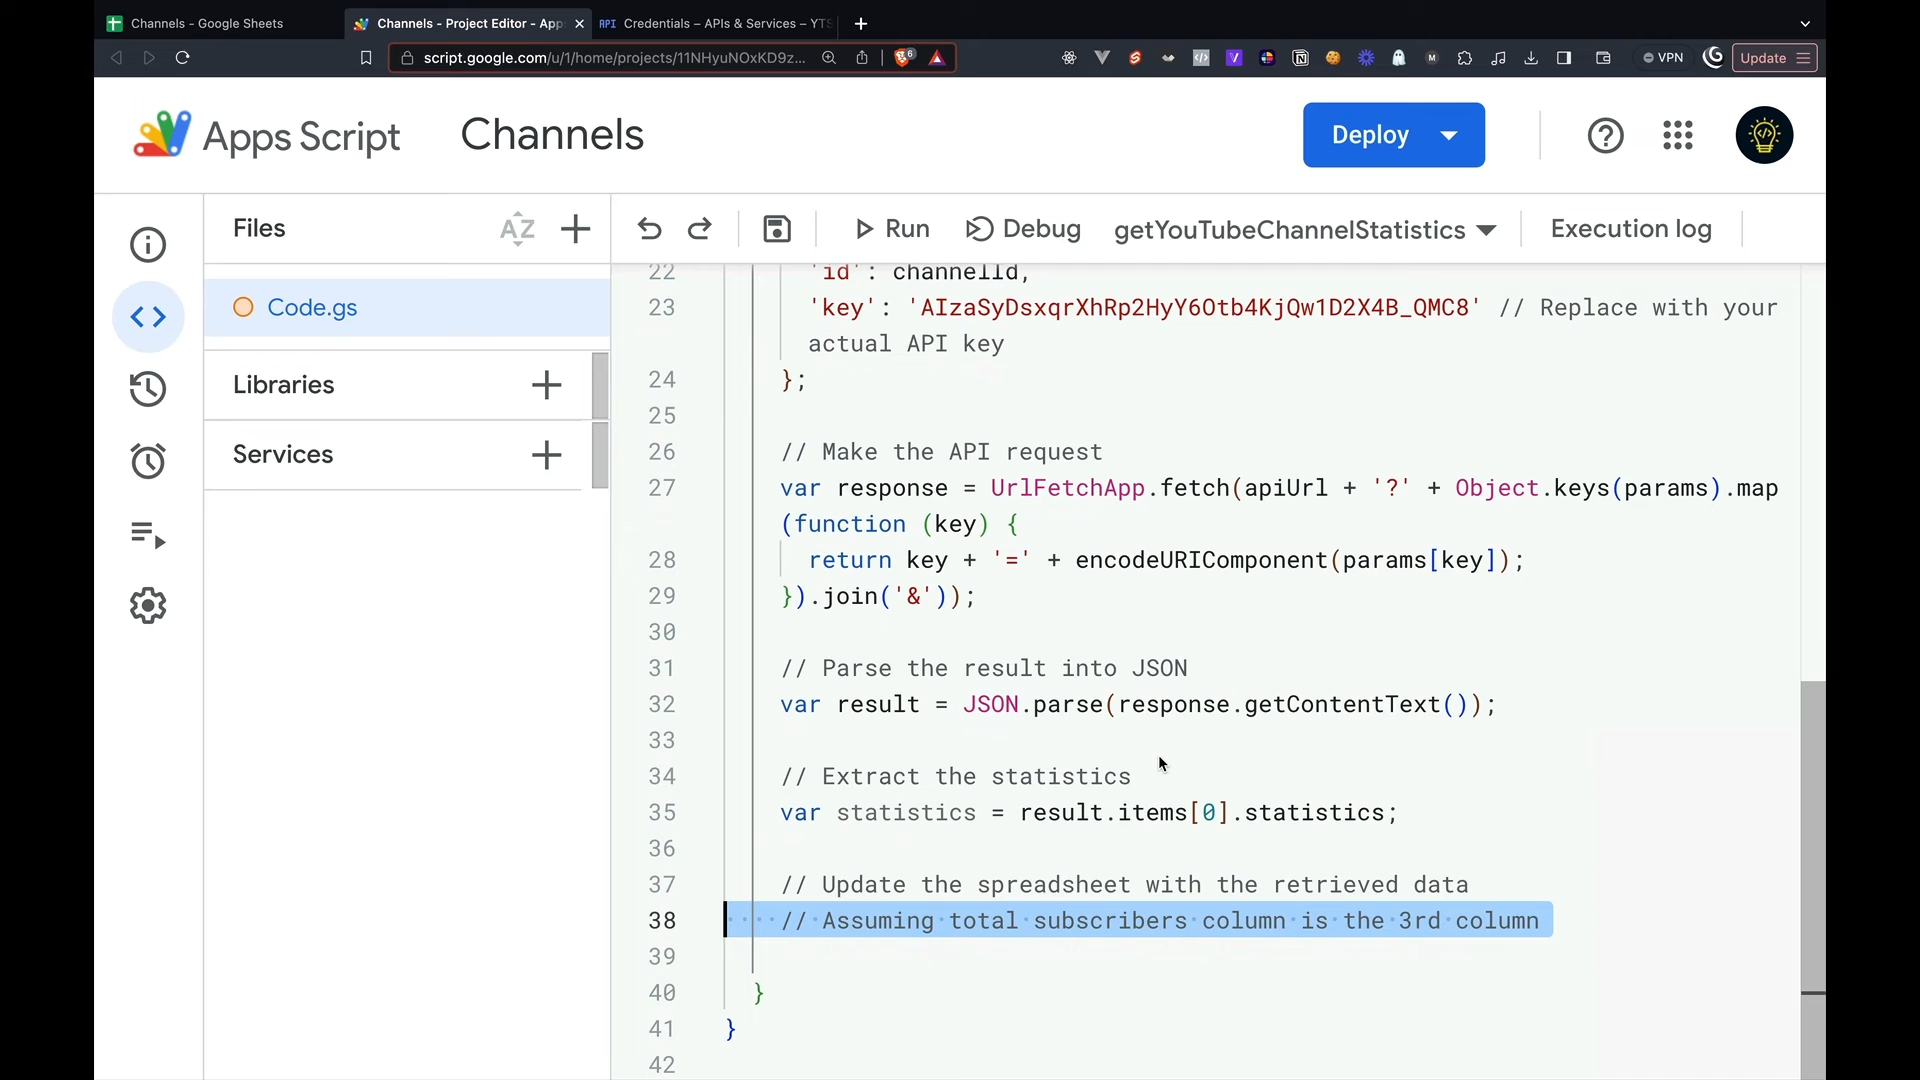 Channels - Google Sheets
Channels - Project Editor - App
API Credentials – APIs & Services – YTS
script.google.com/u/1/home/projects/11NHyuNOxKD9z...
6
M
VPN
Update
Apps Script
Channels
Deploy
Files
AZ
Run
Debug
getYouTubeChannelStatistics
Execution log
Code.gs
Libraries
Services
22 'id': channelId,
23 'key': 'AIzaSyDsxqrXhRp2HyY6Otb4KjQw1D2X4B_QMC8' // Replace with your
actual API key
24 };
25
26 // Make the API request
27 var response = UrlFetchApp.fetch(apiUrl + '?' + Object.keys(params).map
(function (key) {
28 return key + '=' + encodeURIComponent(params[key]);
29 }).join('&'));
30
31 // Parse the result into JSON
32 var result = JSON.parse(response.getContentText());
33
34 // Extract the statistics
35 var statistics = result.items[0].statistics;
36
37 // Update the spreadsheet with the retrieved data
38 // Assuming total subscribers column is the 3rd column
39
40 }
41 }
42